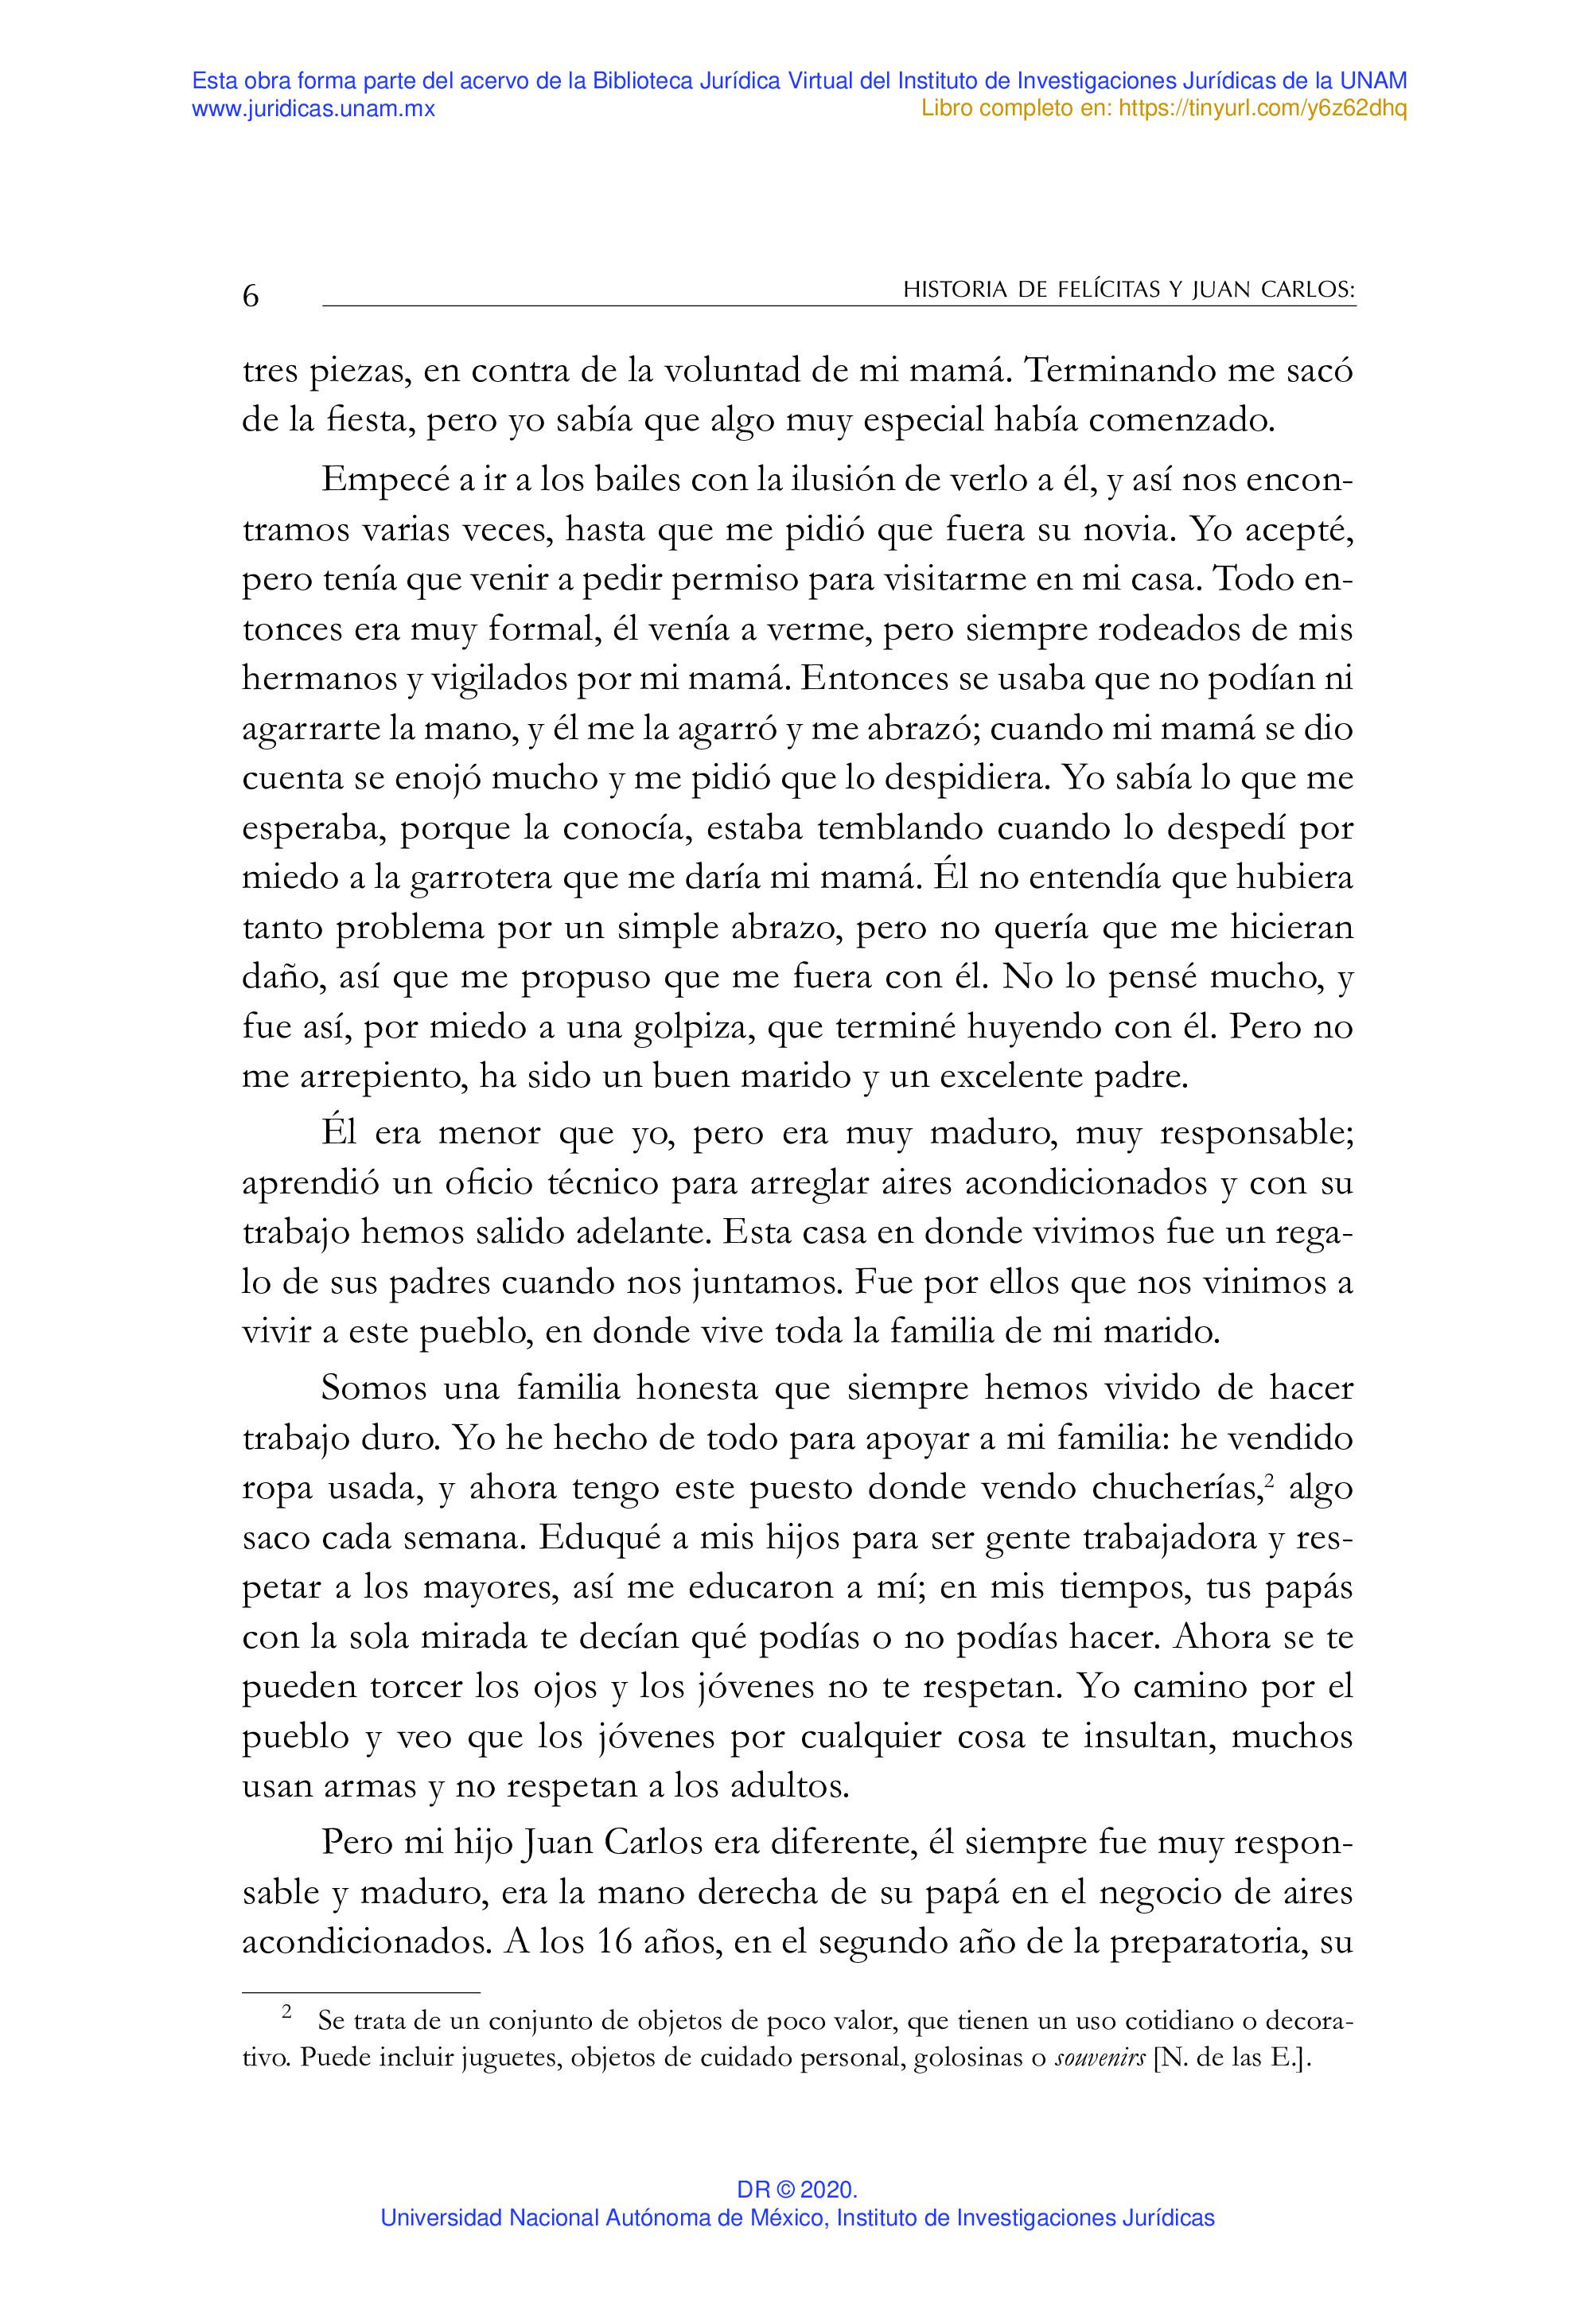 Esta obra forma parte del acervo de la Biblioteca Jurídica Virtual del Instituto de Investigaciones Jurídicas de la UNAM
www.juridicas.unam.mx
Libro completo en: https://tinyurl.com/y6z62dhq
6
HISTORIA DE FELÍCITAS Y JUAN CARLOS:
tres piezas, en contra de la voluntad de mi mamá. Terminando me sacó
de la fiesta, pero yo sabía que algo muy especial había comenzado.
Empecé a ir a los bailes con la ilusión de verlo a él, y así nos encon-
tramos varias veces, hasta que me pidió que fuera su novia. Yo acepté,
pero tenía que venir a pedir permiso para visitarme en mi casa. Todo en-
tonces era muy formal, él venía a verme, pero siempre rodeados de mis
hermanos y vigilados por mi mamá. Entonces se usaba que no podían ni
agarrarte la mano, y él me la agarró y me abrazó; cuando mi mamá se dio
cuenta se enojó mucho y me pidió que lo despidiera. Yo sabía lo que me
esperaba, porque la conocía, estaba temblando cuando lo despedí por
miedo a la garrotera que me daría mi mamá. Él no entendía que hubiera
tanto problema por un simple abrazo, pero no quería que me hicieran
daño, así que me propuso que me fuera con él. No lo pensé mucho, y
fue así, por miedo a una golpiza, que terminé huyendo con él. Pero no
me arrepiento, ha sido un buen marido y un excelente padre.
Él era menor que yo, pero era muy maduro, muy responsable;
aprendió un oficio técnico para arreglar aires acondicionados y con su
trabajo hemos salido adelante. Esta casa en donde vivimos fue un rega-
lo de sus padres cuando nos juntamos. Fue por ellos que nos vinimos a
vivir a este pueblo, en donde vive toda la familia de mi marido.
Somos una familia honesta que siempre hemos vivido de hacer
trabajo duro. Yo he hecho de todo para apoyar a mi familia: he vendido
ropa usada, y ahora tengo este puesto donde vendo chucherías,² algo
saco cada semana. Eduqué a mis hijos para ser gente trabajadora y res-
petar a los mayores, así me educaron a mí; en mis tiempos, tus papás
con la sola mirada te decían qué podías o no podías hacer. Ahora se te
pueden torcer los ojos y los jóvenes no te respetan. Yo camino por el
pueblo y veo que los jóvenes por cualquier cosa te insultan, muchos
usan armas y no respetan a los adultos.
Pero mi hijo Juan Carlos era diferente, él siempre fue muy respon-
sable y maduro, era la mano derecha de su papá en el negocio de aires
acondicionados. A los 16 años, en el segundo año de la preparatoria, su
² Se trata de un conjunto de objetos de poco valor, que tienen un uso cotidiano o decora-
tivo. Puede incluir juguetes, objetos de cuidado personal, golosinas o souvenirs [N. de las E.].
DR © 2020.
Universidad Nacional Autónoma de México, Instituto de Investigaciones Jurídicas